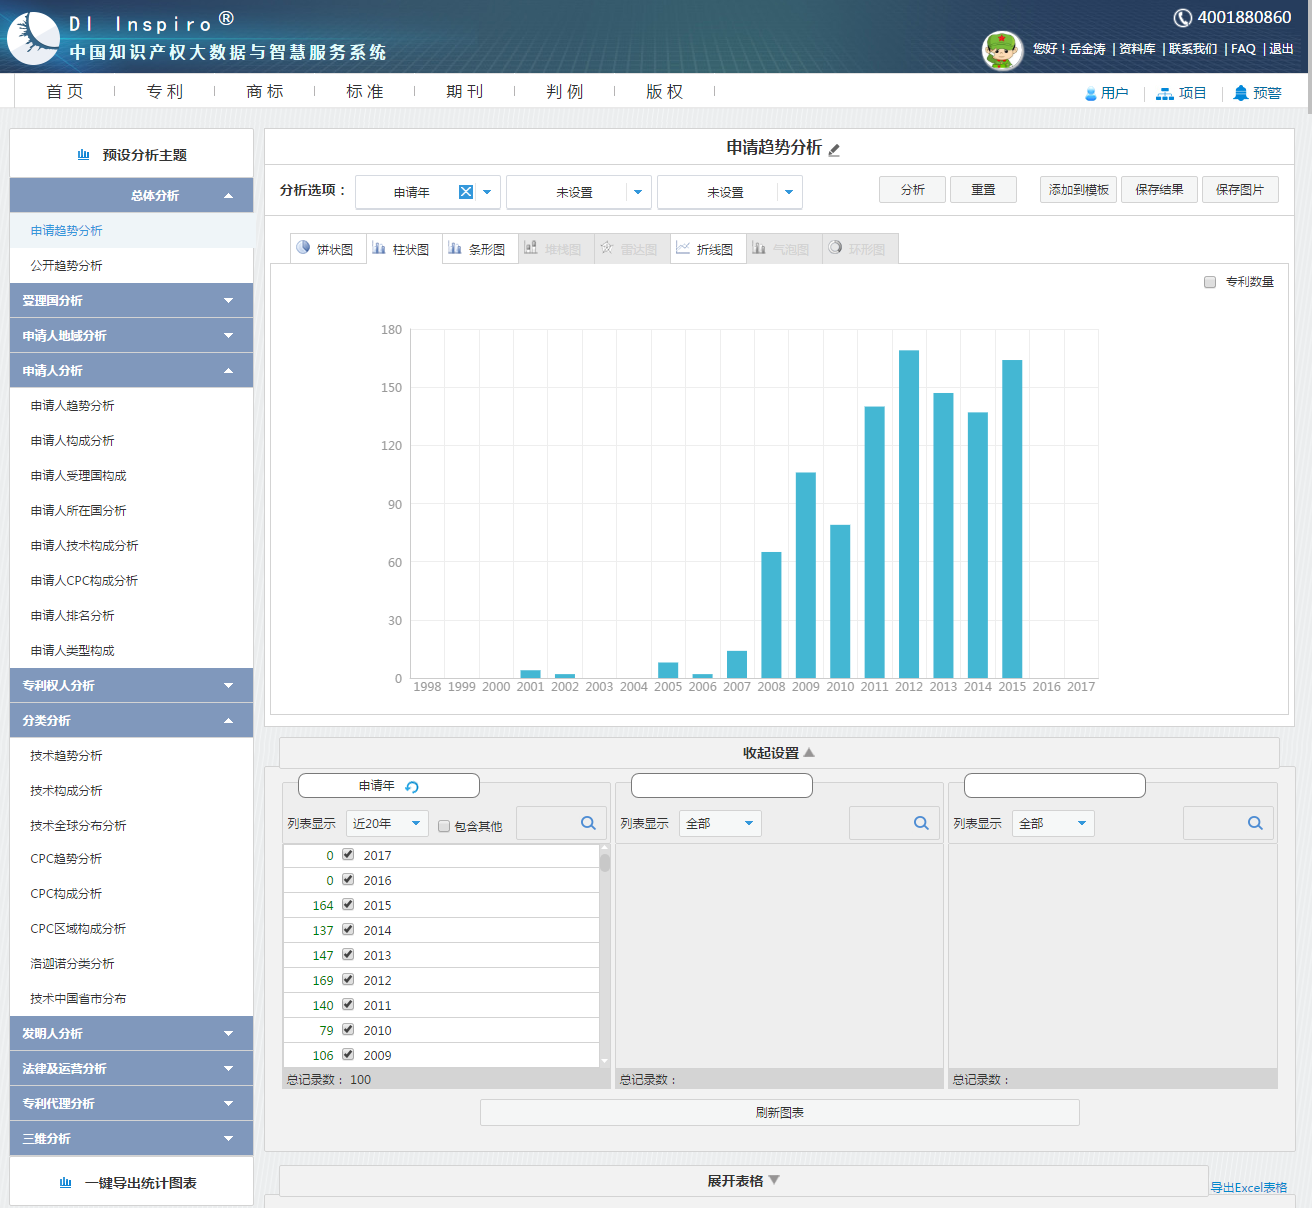 DI Inspiro®
中国知识产权大数据与智慧服务系统
4001880860
您好！岳金涛 | 资料库 | 联系我们 | FAQ | 退出
首 页
专 利
商 标
标 准
期 刊
判 例
版 权
用户
项目
预警
预设分析主题
总体分析
申请趋势分析
公开趋势分析
受理国分析
申请人地域分析
申请人分析
申请人趋势分析
申请人构成分析
申请人受理国构成
申请人所在国分析
申请人技术构成分析
申请人CPC构成分析
申请人排名分析
申请人类型构成
专利权人分析
分类分析
技术趋势分析
技术构成分析
技术全球分布分析
CPC趋势分析
CPC构成分析
CPC区域构成分析
洛迦诺分类分析
技术中国省市分布
发明人分析
法律及运营分析
专利代理分析
三维分析
一键导出统计图表
申请趋势分析
分析选项： 申请年 未设置 未设置 分析 重置 添加到模板 保存结果 保存图片
饼状图 柱状图 条形图 堆栈图 雷达图 折线图 气泡图 环形图
专利数量
180
150
120
90
60
30
0
1998 1999 2000 2001 2002 2003 2004 2005 2006 2007 2008 2009 2010 2011 2012 2013 2014 2015 2016 2017
收起设置
申请年
列表显示 近20年 包含其他
0 2017
0 2016
164 2015
137 2014
147 2013
169 2012
140 2011
79 2010
106 2009
总记录数： 100
列表显示 全部
总记录数：
列表显示 全部
总记录数：
刷新图表
展开表格
导出Excel表格